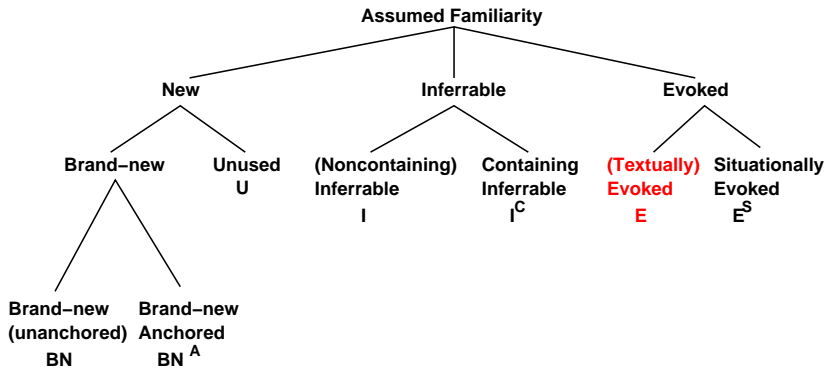 Assumed Familiarity
New
Inferrable
Evoked
Brand−new
Unused
U
(Noncontaining)
Inferrable
I
Containing
Inferrable
I^C
(Textually)
Evoked
E
Situationally
Evoked
E^S
Brand−new
(unanchored)
BN
Brand−new
Anchored
BN^A